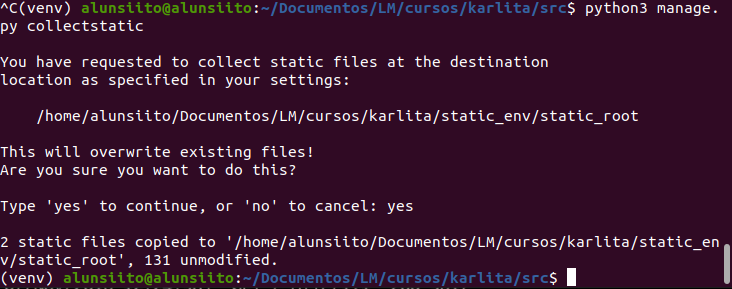 ^C(venv) alunsiito@alunsiito:~/Documentos/LM/cursos/karlita/src$ python3 manage.
py collectstatic
You have requested to collect static files at the destination
location as specified in your settings:
/home/alunsiito/Documentos/LM/cursos/karlita/static_env/static_root
This will overwrite existing files!
Are you sure you want to do this?
Type 'yes' to continue, or 'no' to cancel: yes
2 static files copied to '/home/alunsiito/Documentos/LM/cursos/karlita/static_en
v/static_root', 131 unmodified.
(venv) alunsiito@alunsiito:~/Documentos/LM/cursos/karlita/src$